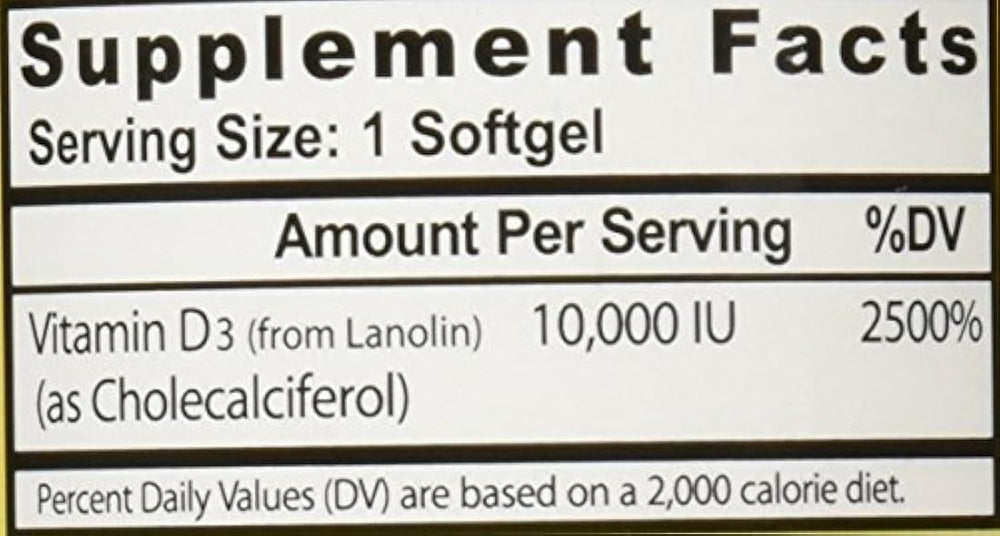 Supplement Facts
Serving Size: 1 Softgel
Amount Per Serving %DV
Vitamin D3 (from Lanolin) 10,000 IU 2500%
(as Cholecalciferol)
Percent Daily Values (DV) are based on a 2,000 calorie diet.